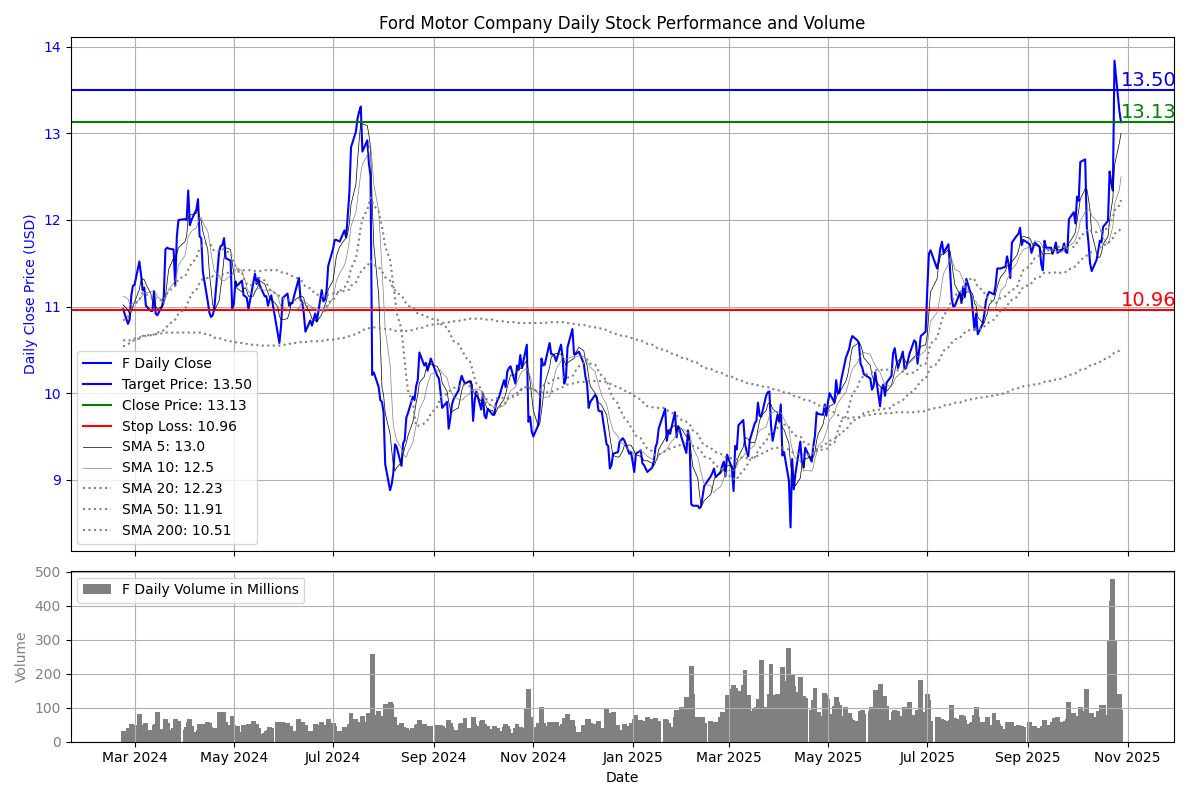 Ford Motor Company Daily Stock Performance and Volume
Daily Close Price (USD)
14
13
12
11
10
9
13.50
13.13
10.96
F Daily Close
Target Price: 13.50
Close Price: 13.13
Stop Loss: 10.96
SMA 5: 13.0
SMA 10: 12.5
SMA 20: 12.23
SMA 50: 11.91
SMA 200: 10.51
Volume
500
400
300
200
100
0
F Daily Volume in Millions
Mar 2024 May 2024 Jul 2024 Sep 2024 Nov 2024 Jan 2025 Mar 2025 May 2025 Jul 2025 Sep 2025 Nov 2025
Date